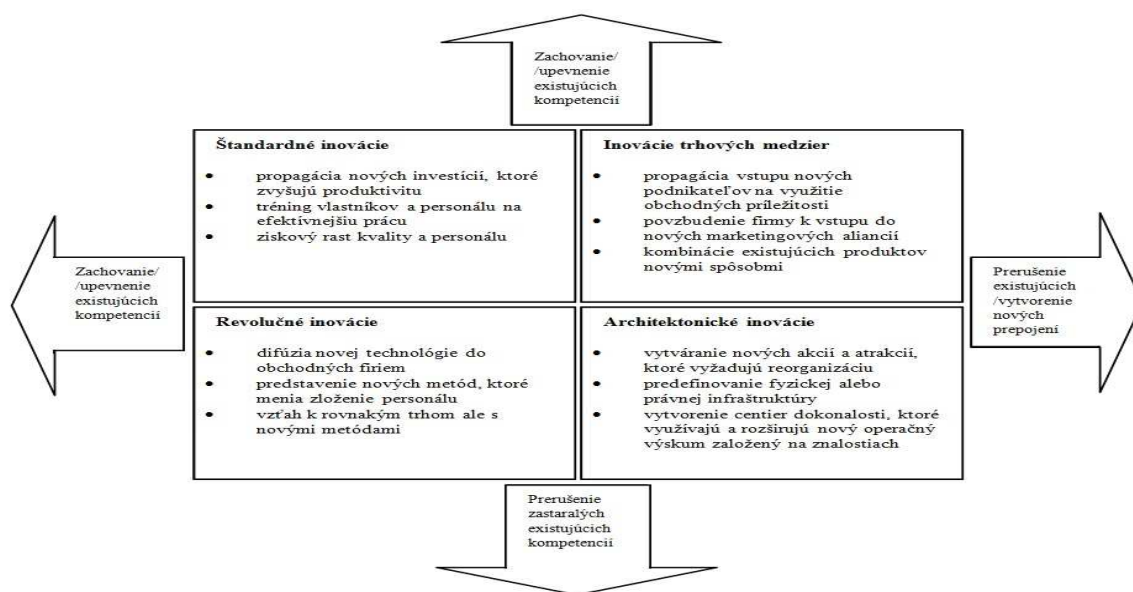 Zachovanie/
/upevnenie
existujúcich
kompetencií
Štandardné inovácie
• propagácia nových investícií, ktoré
zvyšujú produktivitu
• tréning vlastníkov a personálu na
efektívnejšiu prácu
• ziskový rast kvality a personálu
Inovácie trhových medzier
• propagácia vstupu nových
podnikateľov na využitie
obchodných príležitosti
• povzbudenie firmy k vstupu do
nových marketingových aliancií
• kombinácie existujúcich produktov
novými spôsobmi
Zachovanie/
/upevnenie
existujúcich
kompetencií
Prerušenie
existujúcich
/vytvorenie
nových
prepojení
Revolučné inovácie
• difúzia novej technológie do
obchodných firiem
• predstavenie nových metód, ktoré
menia zloženie personálu
• vzťah k rovnakým trhom ale s
novými metódami
Architektonické inovácie
• vytváranie nových akcií a atrakcií,
ktoré vyžadujú reorganizáciu
• predefinovanie fyzickej alebo
právnej infraštruktúry
• vytvorenie centier dokonalosti, ktoré
využívajú a rozširujú nový operačný
výskum založený na znalostiach
Prerušenie
zastaralých
existujúcich
kompetencií